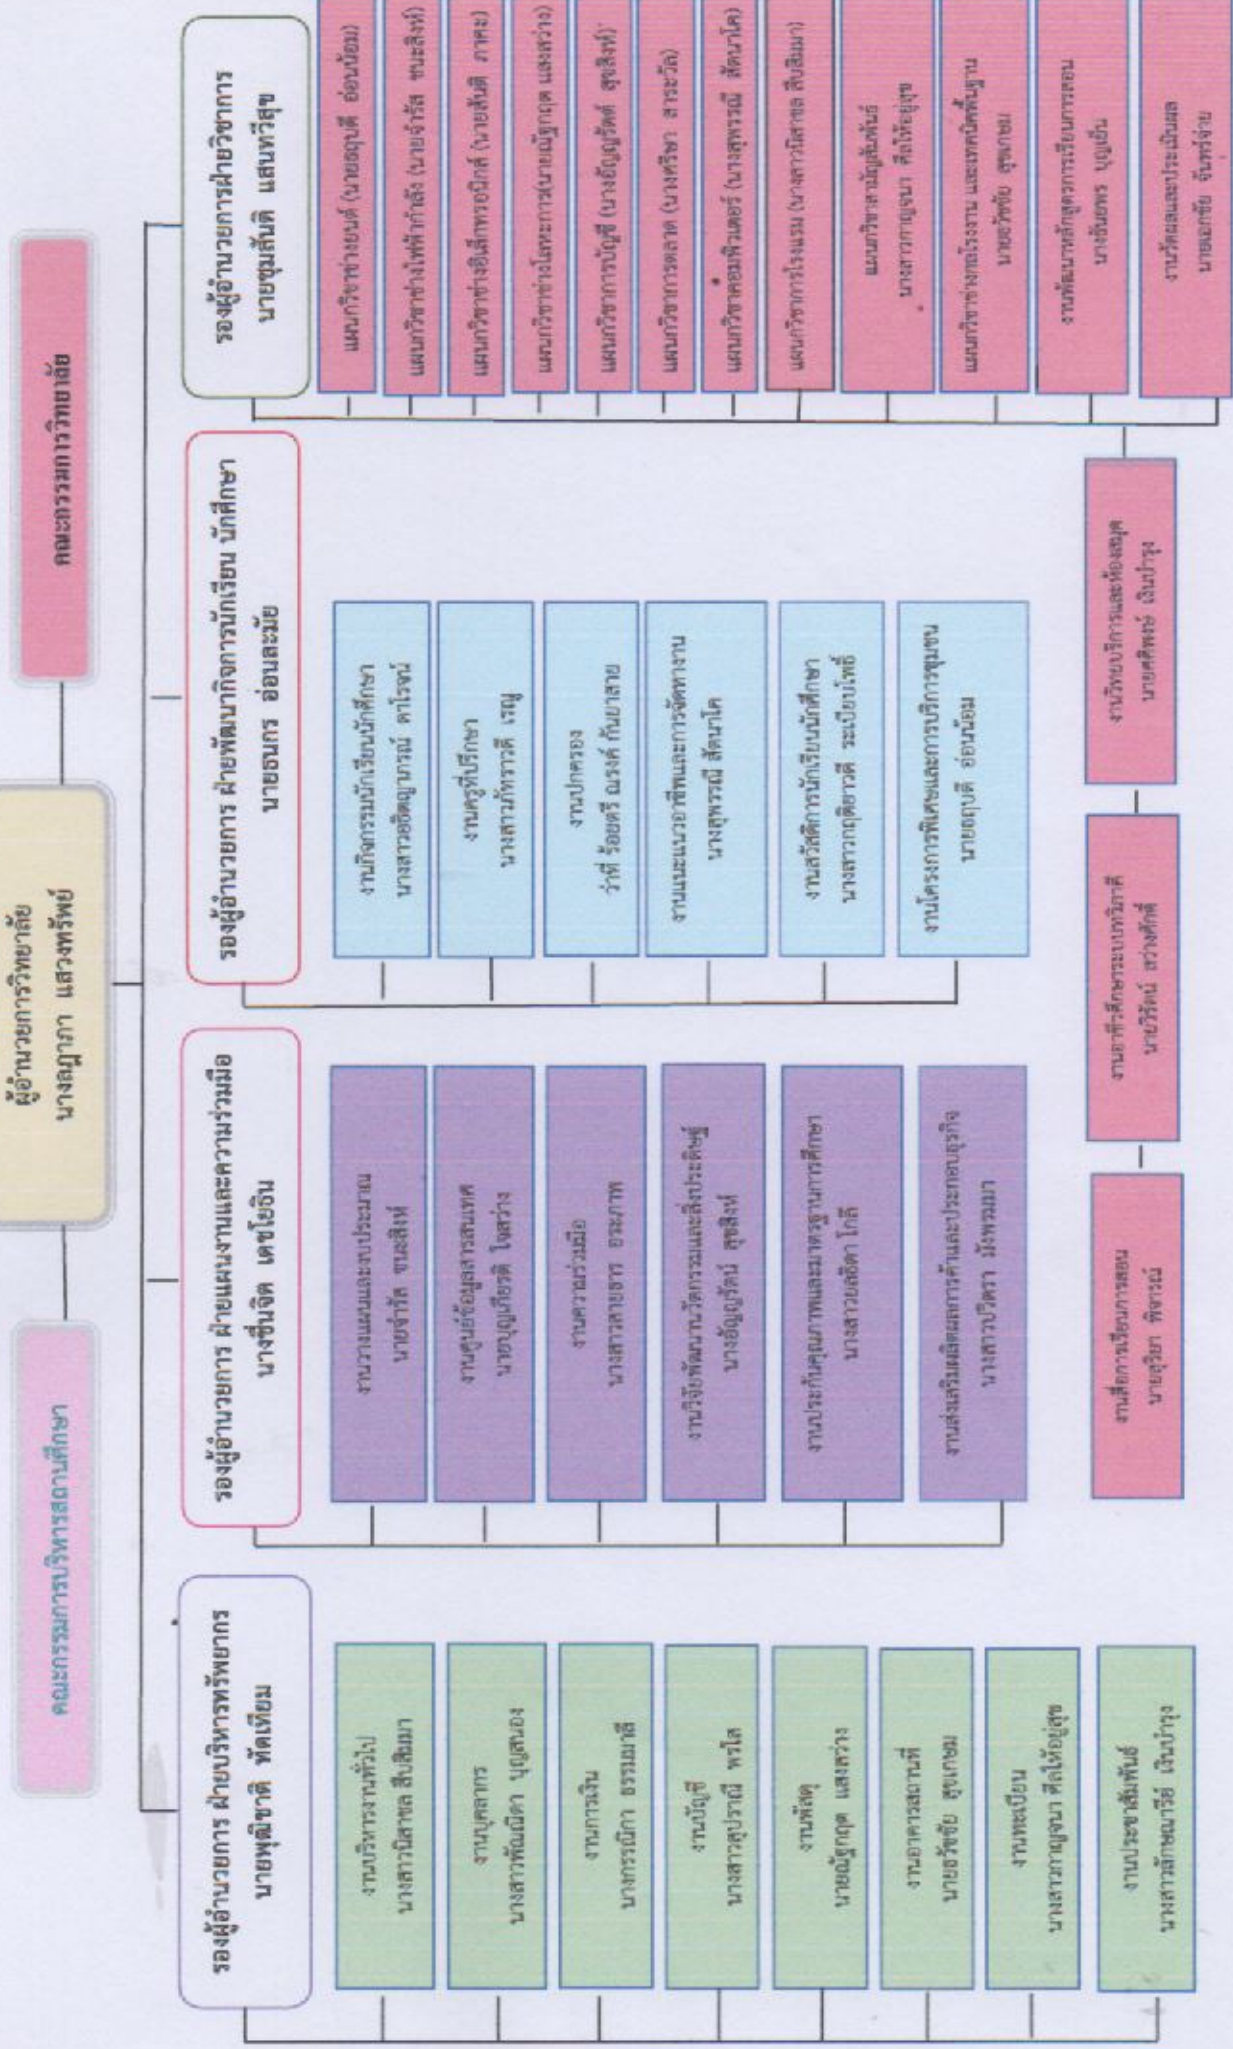 ผู้อำนวยการวิทยาลัย
นางลฎาภา แสวงทรัพย์
คณะกรรมการบริหารสถานศึกษา
คณะกรรมการวิทยาลัย
รองผู้อำนวยการ ฝ่ายบริหารทรัพยากร
นายพุฒิชาติ ทัดเทียม
งานบริหารงานทั่วไป
นางสาวนิสาชล สืบสิมมา
งานบุคลากร
นางสาวพัณณิดา บุญสนอง
งานการเงิน
นางกรรณิกา ธรรมมาลี
งานบัญชี
นางสาวสุปราณี พรโส
งานพัสดุ
นายณัฐกฤต แสงสว่าง
งานอาคารสถานที่
นายธวัชชัย สุขเกษม
งานทะเบียน
นางสาวกาญจนา ศีลให้อยู่สุข
งานประชาสัมพันธ์
นางสาวลักษณารีย์ เงินบำรุง
รองผู้อำนวยการ ฝ่ายแผนงานและความร่วมมือ
นางชื่นจิต เดชโยธิน
งานวางแผนและงบประมาณ
นายจำรัส ชนะสิงห์
งานศูนย์ข้อมูลสารสนเทศ
นายบุญเกียรติ ใจสว่าง
งานความร่วมมือ
นางสาวสายธาร อระภาพ
งานวิจัยพัฒนานวัตกรรมและสิ่งประดิษฐ์
นางอัญญรัตน์ สุขสิงห์
งานประกันคุณภาพและมาตรฐานการศึกษา
นางสาวยลธิดา โกสี
งานส่งเสริมผลิตผลการค้าและประกอบธุรกิจ
นางสาวปวิตรา มังพรมมา
รองผู้อำนวยการ ฝ่ายพัฒนากิจการนักเรียน นักศึกษา
นายธนกร อ่อนละมัย
งานกิจกรรมนักเรียนนักศึกษา
นางสาวอธิตญาภรณ์ ดาโรจน์
งานครูที่ปรึกษา
นางสาวภัทราวดี เรญ
งานปกครอง
ว่าที่ ร้อยตรี ณรงค์ กันยาสาย
งานแนะแนวอาชีพและการจัดหางาน
นางสุพรรณี สัตนาโค
งานสวัสดิการนักเรียนนักศึกษา
นางสาวกฤติยาวดี ระเบียบโพธิ์
งานโครงการพิเศษและการบริการชุมชน
นายอฤบดี อ่อนน้อม
รองผู้อำนวยการฝ่ายวิชาการ
นายชุมสันติ แสนทวีสุข
แผนกวิชาช่างยนต์ (นายอฤบดี อ่อนน้อม)
แผนกวิชาช่างไฟฟ้ากำลัง (นายจำรัส ชนะสิงห์)
แผนกวิชาช่างอิเล็กทรอนิกส์ (นายสันติ ภาคะ)
แผนกวิชาช่างโลหะการ(นายณัฐกฤต แสงสว่าง)
แผนกวิชาการบัญชี (นางอัญญรัตต์ สุขสิงห์)
แผนกวิชาการตลาด (นางศริษา สาระวัล)
แผนกวิชาคอมพิวเตอร์ (นางสุพรรณี สัตนาโค)
แผนกวิชาการโรงแรม (นางสาวนิสาชล สืบสิมมา)
แผนกวิชาสามัญสัมพันธ์
นางสาวกาญจนา ศีลให้อยู่สุข
แผนกวิชาช่างกลโรงงาน และเทคนิคพื้นฐาน
นายธวัชชัย สุขเกษม
งานพัฒนาหลักสูตรการเรียนการสอน
นางธันยพร บุญเย็น
งานวัดผลและประเมินผล
นายเอกชัย จันทร์จ่าย
งานวิทยบริการและห้องสมุด
นายศศิพงษ์ เงินบำรุง
งานอาชีวศึกษาระบบทวิภาคี
นายวิรัตน์ สว่างศักดิ์
งานสื่อการเรียนการสอน
นายสุริยา พิจารณ์